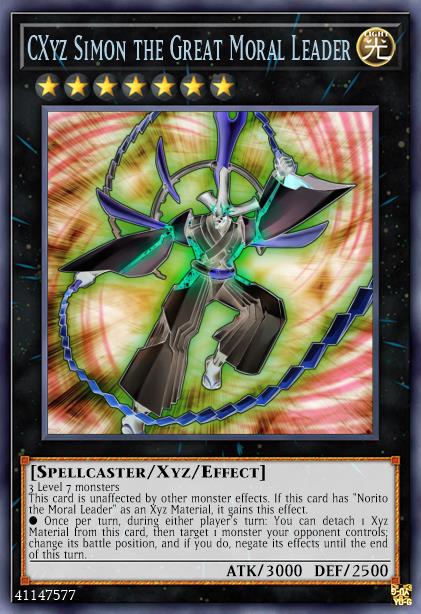 CXyz Simon the Great Moral Leader
LIGHT
光
[Spellcaster/Xyz/Effect]
3 Level 7 monsters
This card is unaffected by other monster effects. If this card has "Norito
the Moral Leader" as an Xyz Material, it gains this effect.
● Once per turn, during either player's turn: You can detach 1 Xyz
Material from this card, then target 1 monster your opponent controls;
change its battle position, and if you do, negate its effects until the end
of this turn.
ATK/3000 DEF/2500
41147577